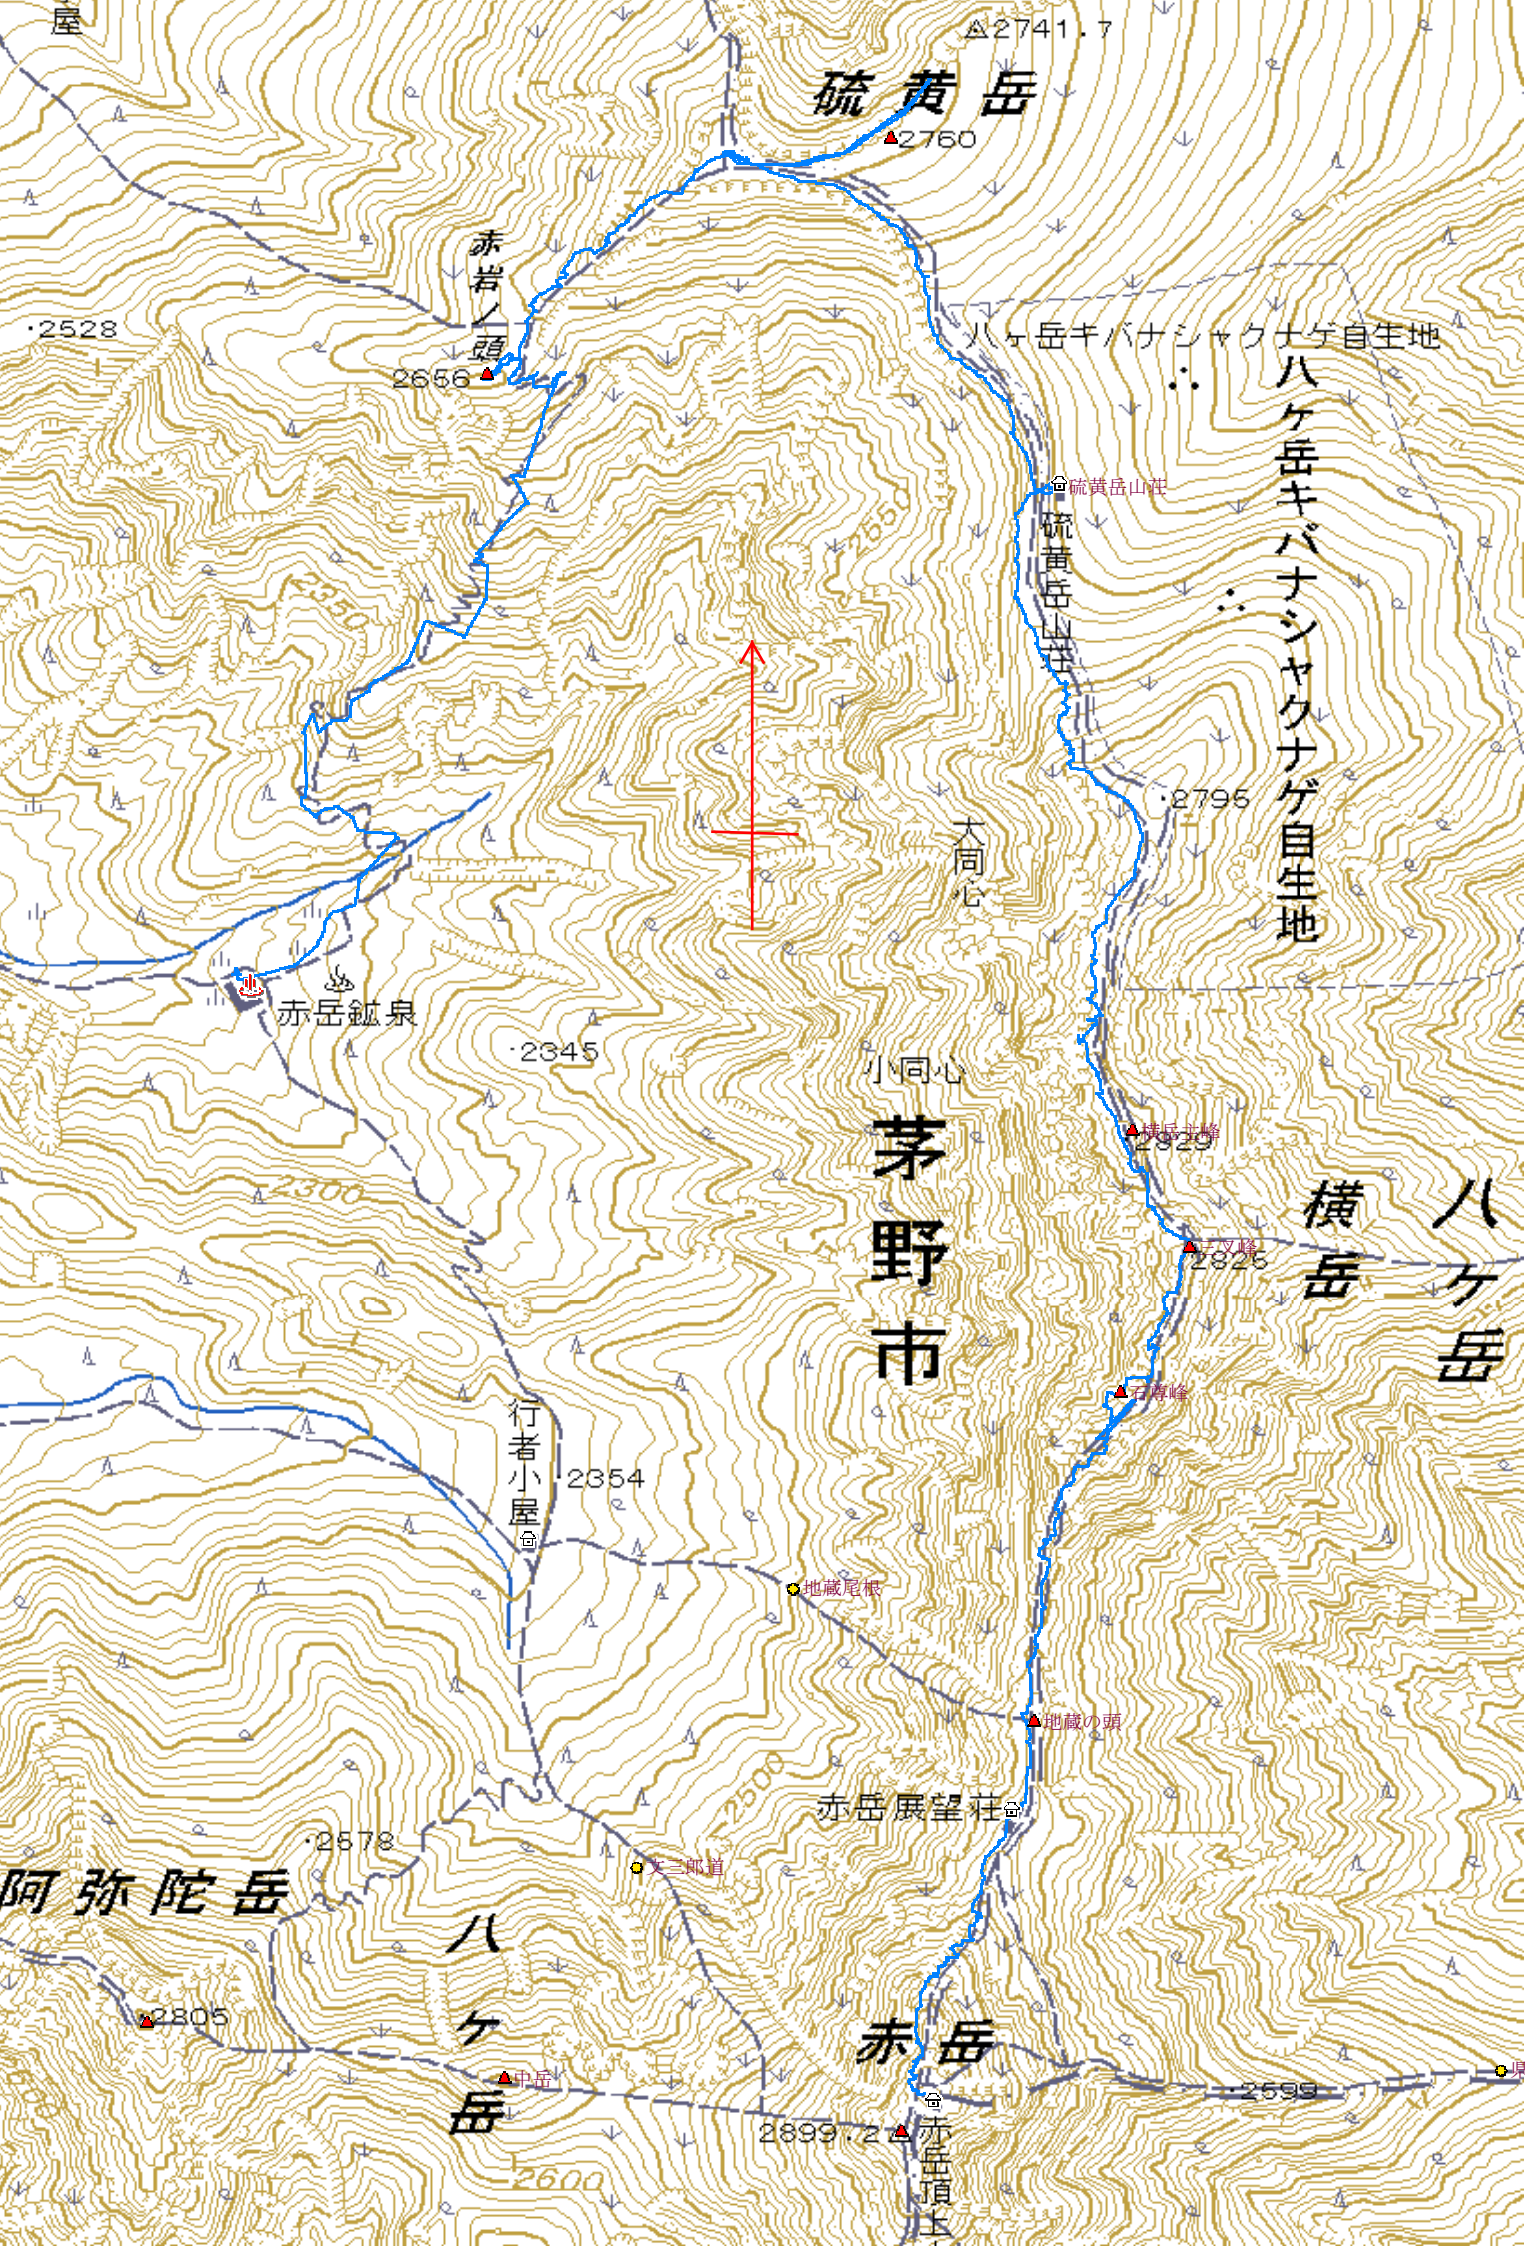 屋
2741.7
硫黄岳
2760
赤岩ノ頭
2528
八ヶ岳キバナシャクナゲ自生地
2656
八ヶ岳キバナシャクナゲ自生地
硫黄岳山荘
硫黄岳山荘
2650
2350
2795
大同心
赤岳鉱泉
2345
小同心
茅野市
横岳主峰
2829
2300
横岳
八ヶ岳
三叉峰
2825
石尊峰
行者小屋
2354
地蔵尾根
地蔵の頭
2500
赤岳展望荘
2578
文三郎道
阿弥陀岳
八ヶ岳
2805
赤岳
中岳
2599
県
2899.2
赤岳頂上
2600